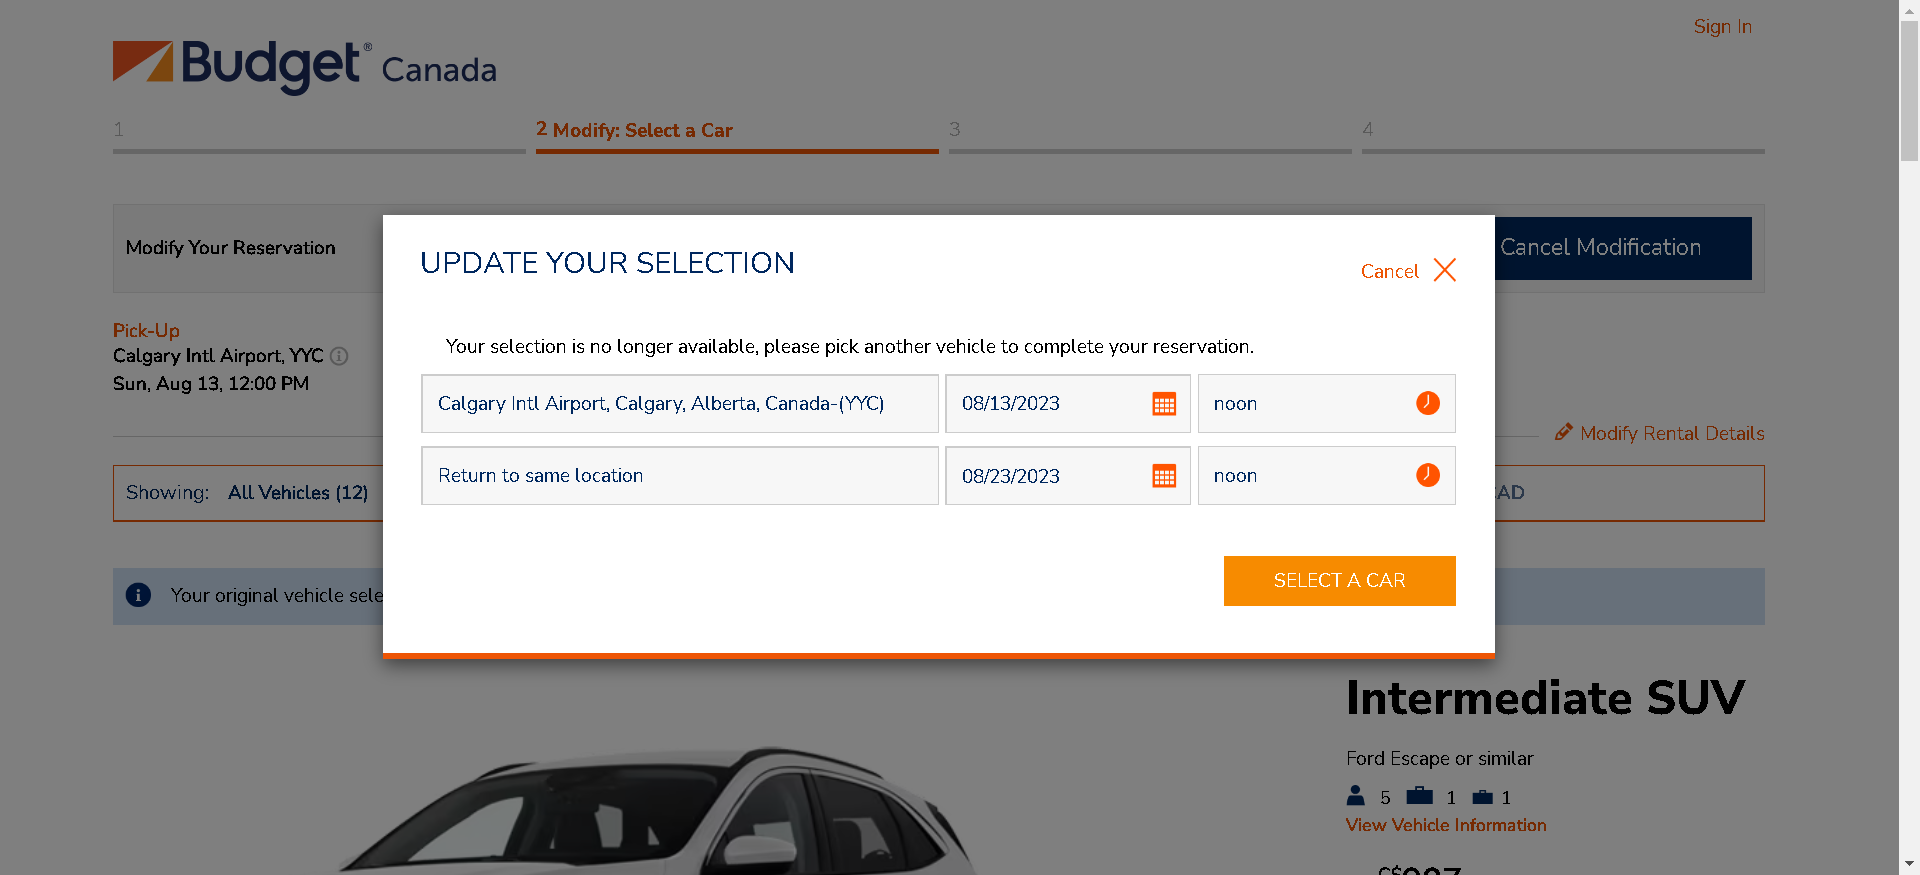 Sign In
Budget® Canada
1
2 Modify: Select a Car
3
4
Modify Your Reservation
Cancel Modification
UPDATE YOUR SELECTION
Cancel
Pick-Up
Calgary Intl Airport, YYC
Sun, Aug 13, 12:00 PM
Your selection is no longer available, please pick another vehicle to complete your reservation.
Calgary Intl Airport, Calgary, Alberta, Canada-(YYC) 08/13/2023 noon
Return to same location 08/23/2023 noon
Modify Rental Details
Showing: All Vehicles (12)
CAD
SELECT A CAR
Your original vehicle sele
Intermediate SUV
Ford Escape or similar
5 1 1
View Vehicle Information